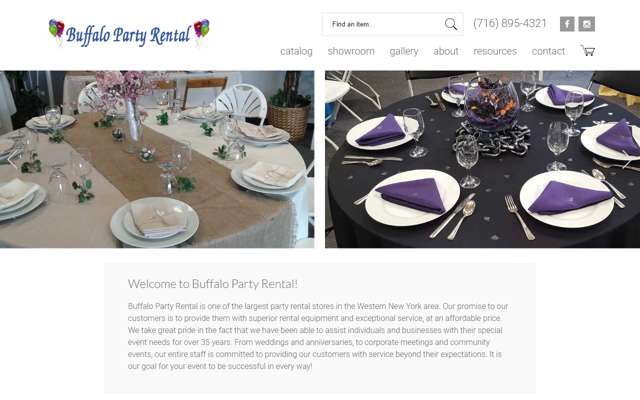 Buffalo Party Rental
Find an item...
(716) 895-4321
catalog showroom gallery about resources contact
Welcome to Buffalo Party Rental!
Buffalo Party Rental is one of the largest party rental stores in the Western New York area. Our promise to our
customers is to provide them with superior rental equipment and exceptional service, at an affordable price.
We take great pride in the fact that we have been able to assist individuals and businesses with their special
event needs for over 35 years. From weddings and anniversaries, to corporate meetings and community
events, our entire staff is committed to providing our customers with service beyond their expectations. It is
our goal for your event to be successful in every way!